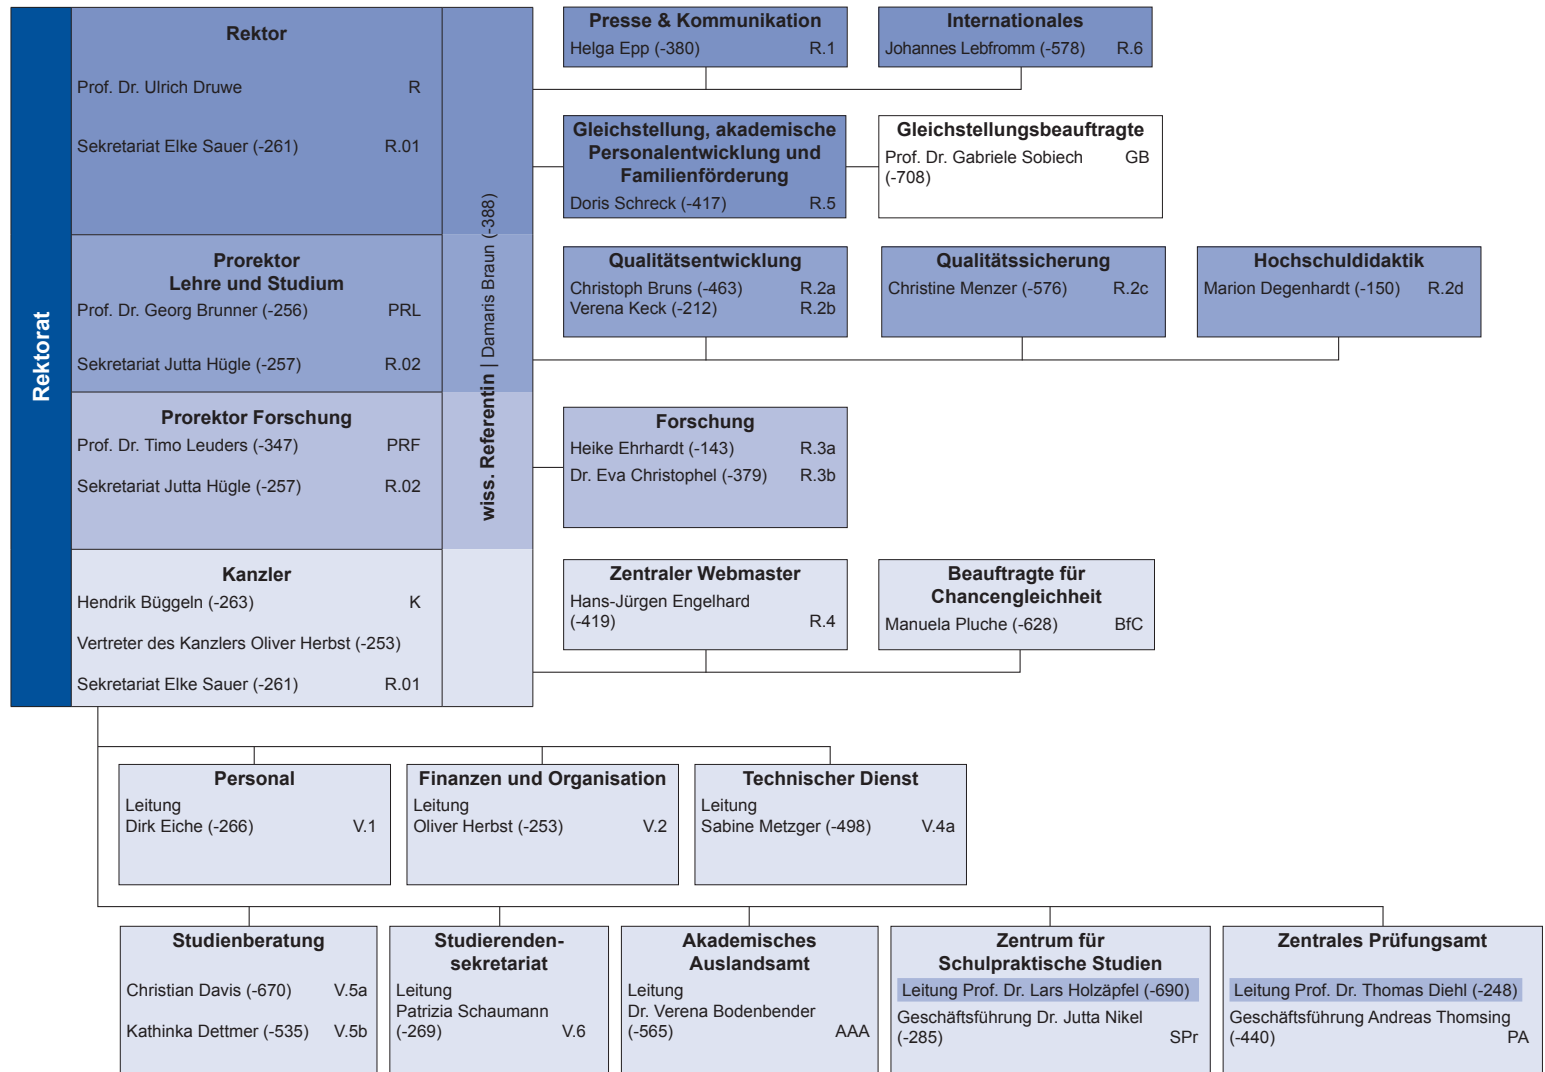 Rektorat
Rektor
Prof. Dr. Ulrich Druwe R
Sekretariat Elke Sauer (-261) R.01
Prorektor
Lehre und Studium
Prof. Dr. Georg Brunner (-256) PRL
Sekretariat Jutta Hügle (-257) R.02
Prorektor Forschung
Prof. Dr. Timo Leuders (-347) PRF
Sekretariat Jutta Hügle (-257) R.02
Kanzler
Hendrik Büggeln (-263) K
Vertreter des Kanzlers Oliver Herbst (-253)
Sekretariat Elke Sauer (-261) R.01
wiss. Referentin | Damaris Braun (-388)
Presse & Kommunikation
Helga Epp (-380) R.1
Internationales
Johannes Lebfromm (-578) R.6
Gleichstellung, akademische
Personalentwicklung und
Familienförderung
Doris Schreck (-417) R.5
Gleichstellungsbeauftragte
Prof. Dr. Gabriele Sobiech GB
(-708)
Qualitätsentwicklung
Christoph Bruns (-463) R.2a
Verena Keck (-212) R.2b
Qualitätssicherung
Christine Menzer (-576) R.2c
Hochschuldidaktik
Marion Degenhardt (-150) R.2d
Forschung
Heike Ehrhardt (-143) R.3a
Dr. Eva Christophel (-379) R.3b
Zentraler Webmaster
Hans-Jürgen Engelhard
(-419) R.4
Beauftragte für
Chancengleichheit
Manuela Pluche (-628) BfC
Personal
Leitung
Dirk Eiche (-266) V.1
Finanzen und Organisation
Leitung
Oliver Herbst (-253) V.2
Technischer Dienst
Leitung
Sabine Metzger (-498) V.4a
Studienberatung
Christian Davis (-670) V.5a
Kathinka Dettmer (-535) V.5b
Studierenden-
sekretariat
Leitung
Patrizia Schaumann
(-269) V.6
Akademisches
Auslandsamt
Leitung
Dr. Verena Bodenbender
(-565) AAA
Zentrum für
Schulpraktische Studien
Leitung Prof. Dr. Lars Holzäpfel (-690)
Geschäftsführung Dr. Jutta Nikel
(-285) SPr
Zentrales Prüfungsamt
Leitung Prof. Dr. Thomas Diehl (-248)
Geschäftsführung Andreas Thomsing
(-440) PA